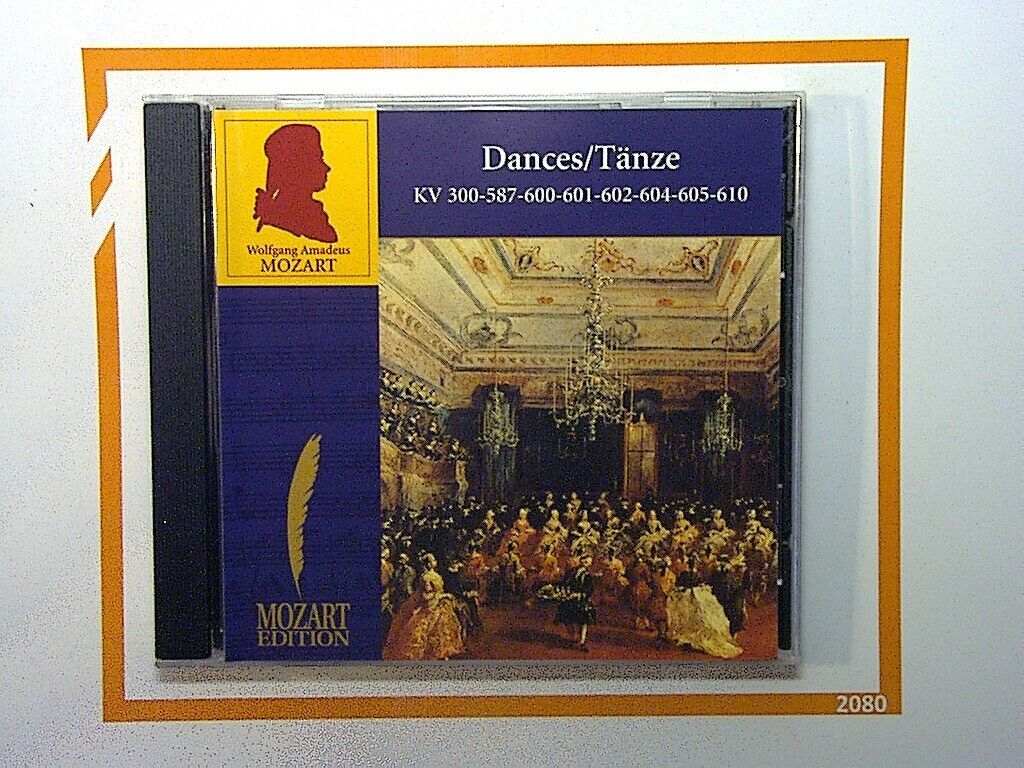 Dances/Tänze
KV 300-587-600-601-602-604-605-610
Wolfgang Amadeus
MOZART
MOZART
EDITION
2080